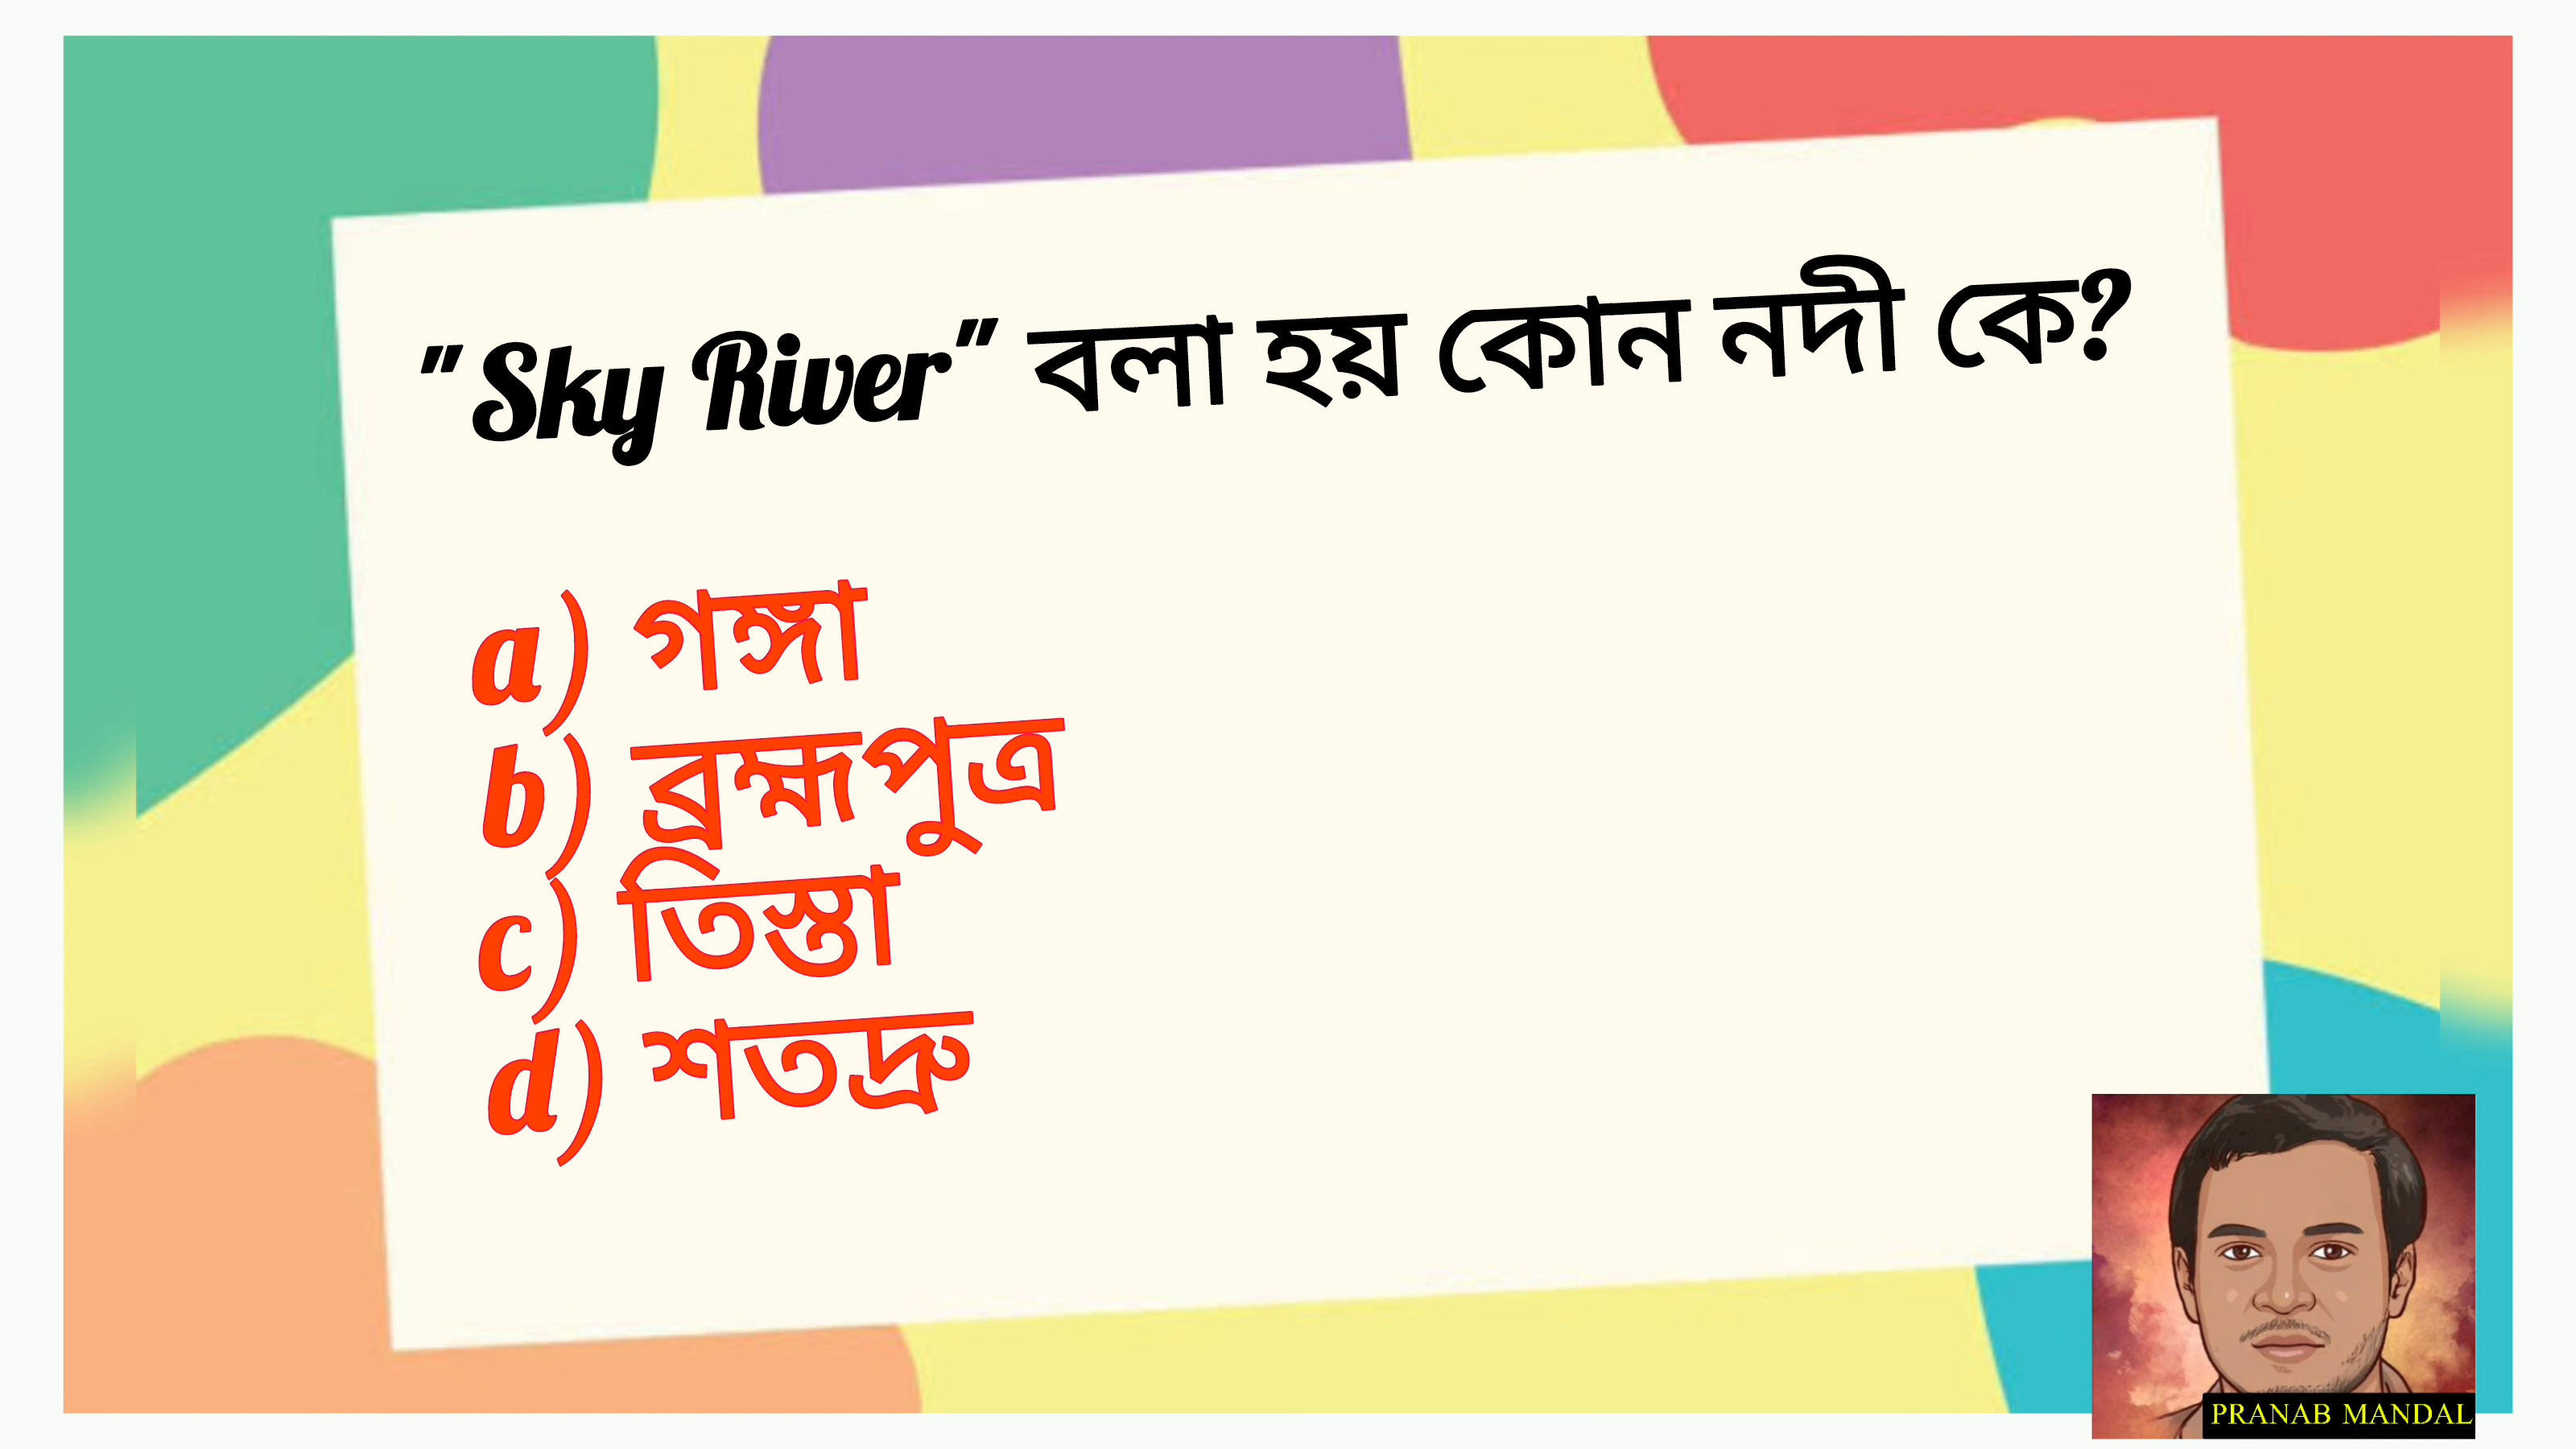 "Sky River" বলা হয় কোন নদী কে?
a) গঙ্গা
b) ব্রহ্মপুত্র
c) তিস্তা
d) শতদ্রু
PRANAB MANDAL